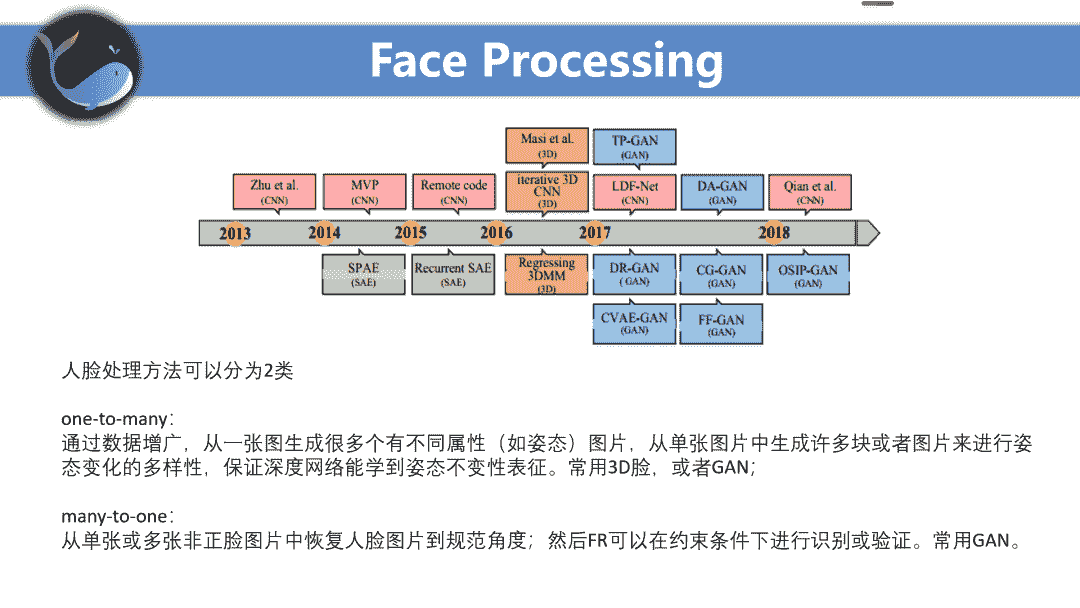 Face Processing
Masi et al.
(3D)
TP-GAN
(GAN)
Zhu et al.
(CNN)
MVP
(CNN)
Remote code
(CNN)
iterative 3D
CNN
(3D)
LDF-Net
(CNN)
DA-GAN
(GAN)
Qian et al.
(CNN)
2013
2014
2015
2016
2017
2018
SPAE
(SAE)
Recurrent SAE
(SAE)
Regressing
3DMM
(3D)
DR-GAN
( GAN)
CG-GAN
(GAN)
OSIP-GAN
(GAN)
CVAE-GAN
(GAN)
FF-GAN
(GAN)
人脸处理方法可以分为2类
one-to-many：
通过数据增广，从一张图生成很多个有不同属性（如姿态）图片，从单张图片中生成许多块或者图片来进行姿
态变化的多样性，保证深度网络能学到姿态不变性表征。常用3D脸，或者GAN；
many-to-one：
从单张或多张非正脸图片中恢复人脸图片到规范角度；然后FR可以在约束条件下进行识别或验证。常用GAN。